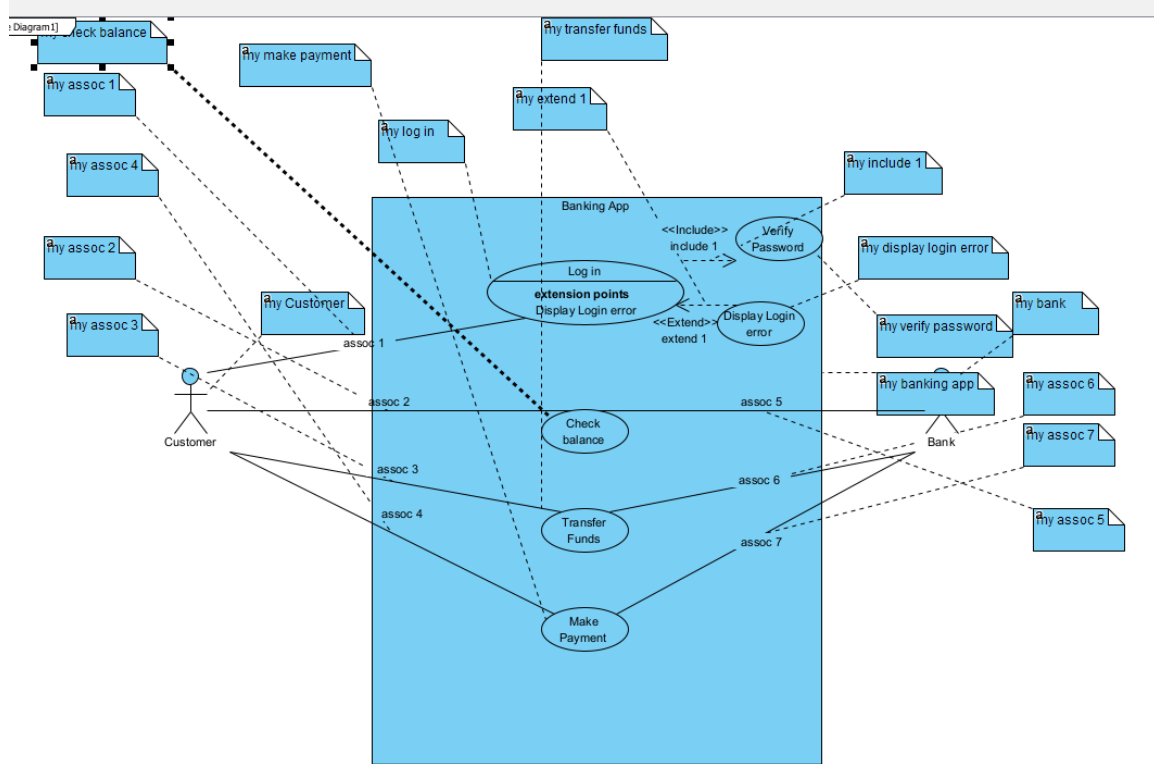 e Diagram1]
my check balance
a
my transfer funds
a
my make payment
a
my assoc 1
a
my extend 1
a
my log in
a
my assoc 4
a
my include 1
a
Banking App
<<Include>>
include 1
Verify
Password
my assoc 2
a
my display login error
a
Log in
extension points
Display Login error
my Customer
a
my bank
a
my assoc 3
a
<<Extend>>
extend 1
Display Login
error
my verify password
a
assoc 1
my banking app
a
my assoc 6
a
assoc 2
assoc 5
Customer
Check
balance
Bank
my assoc 7
a
assoc 3
assoc 6
assoc 4
Transfer
Funds
my assoc 5
a
assoc 7
Make
Payment